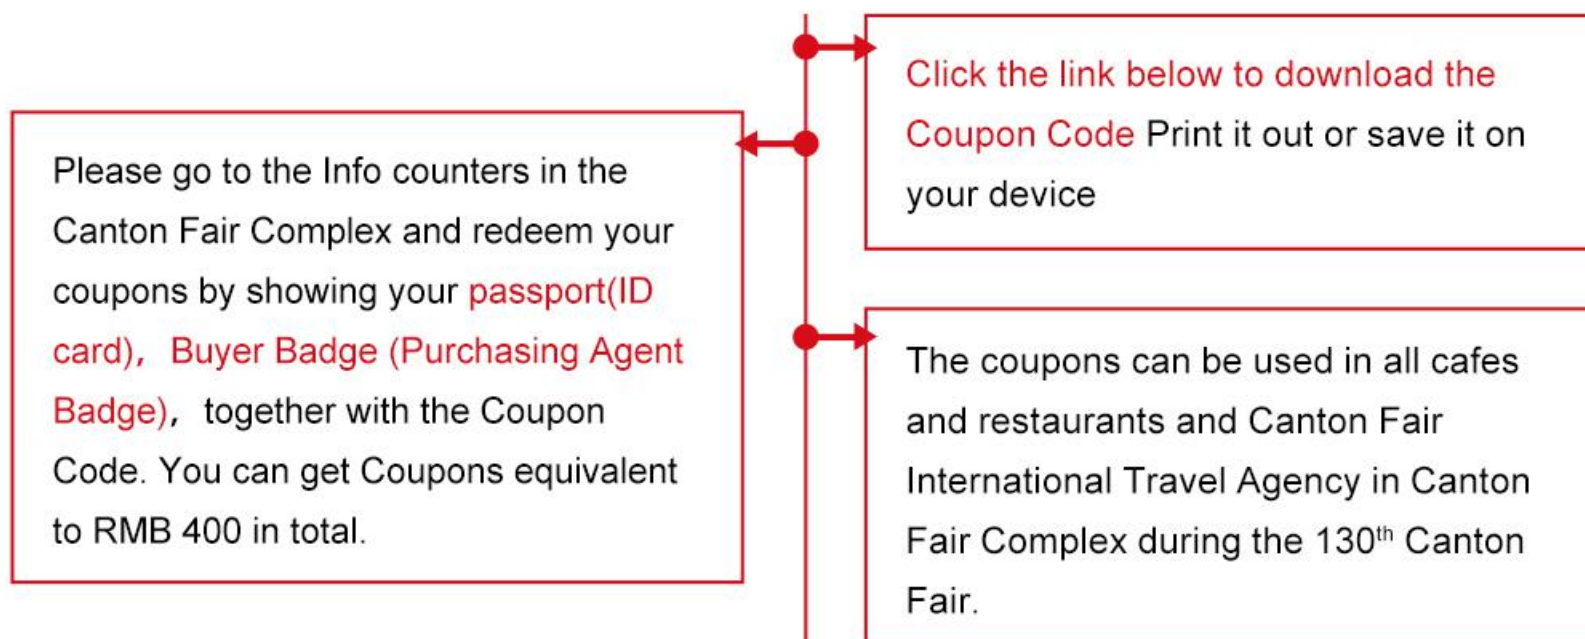 Click the link below to download the
Coupon Code Print it out or save it on
your device
Please go to the Info counters in the
Canton Fair Complex and redeem your
coupons by showing your passport(ID
card)，Buyer Badge (Purchasing Agent
Badge)，together with the Coupon
Code. You can get Coupons equivalent
to RMB 400 in total.
The coupons can be used in all cafes
and restaurants and Canton Fair
International Travel Agency in Canton
Fair Complex during the 130th Canton
Fair.